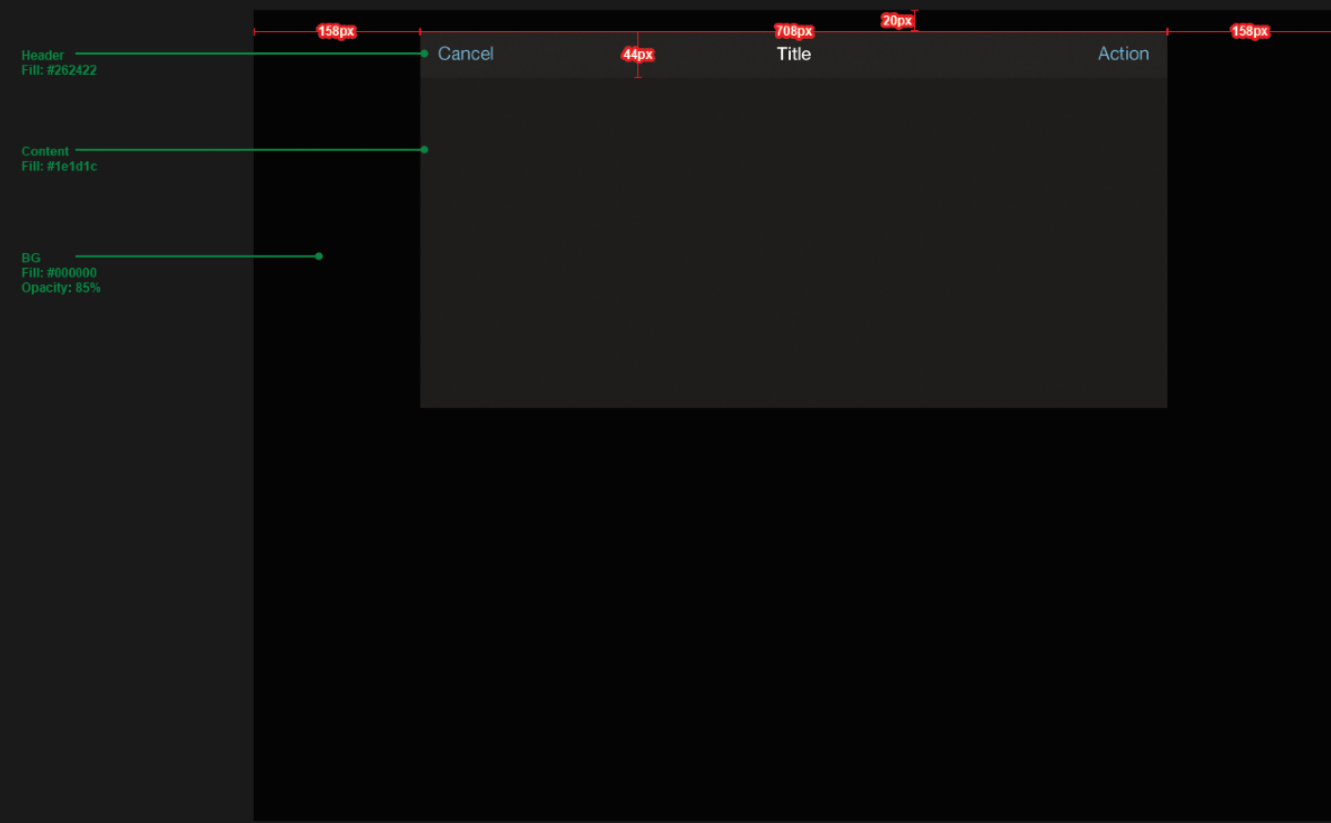 20px
158px
708px
158px
Header
Fill: #262422
Cancel
44px
Title
Action
Content
Fill: #1e1d1c
BG
Fill: #000000
Opacity: 85%